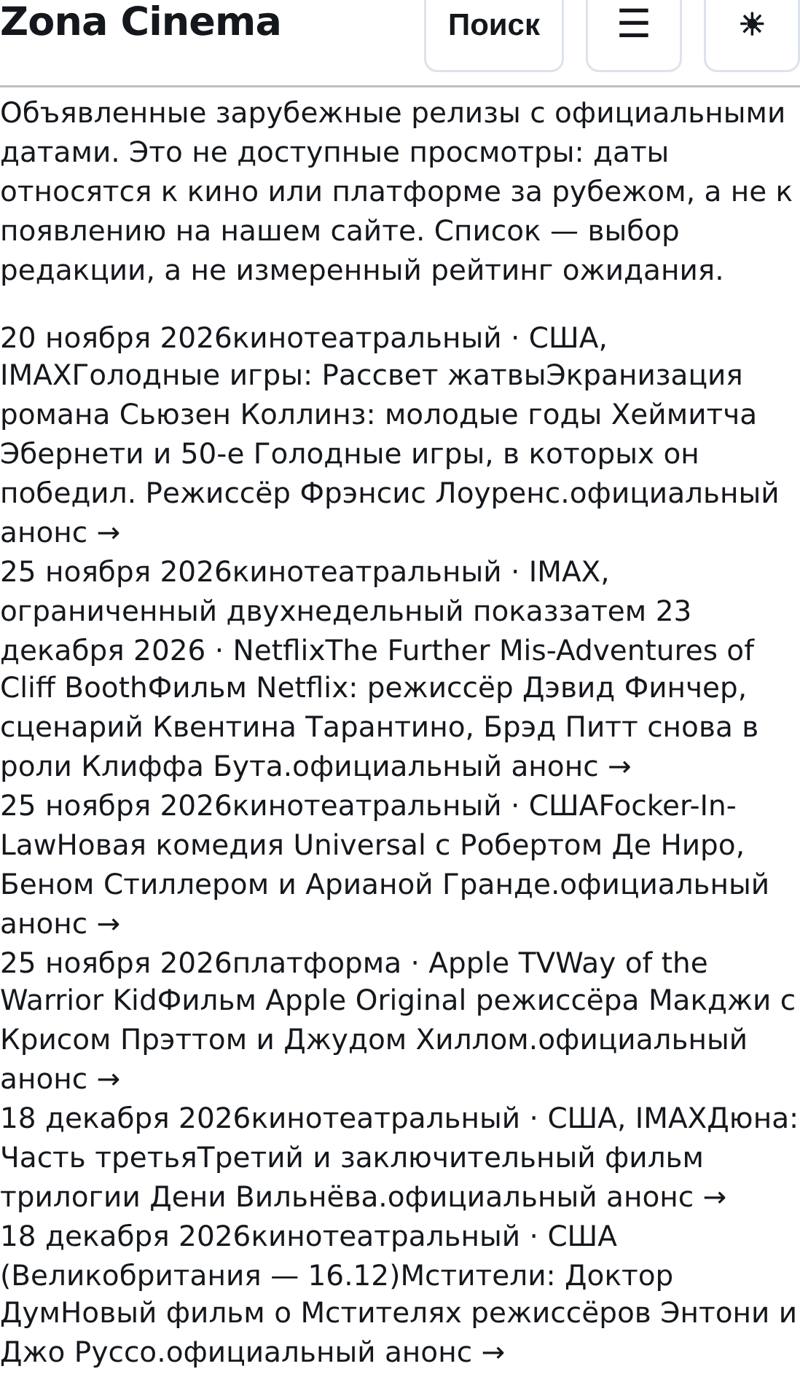 Zona Cinema
Поиск
☰
☀
Объявленные зарубежные релизы с официальными
датами. Это не доступные просмотры: даты
относятся к кино или платформе за рубежом, а не к
появлению на нашем сайте. Список — выбор
редакции, а не измеренный рейтинг ожидания.
20 ноября 2026кинотеатральный · США,
IMAXГолодные игры: Рассвет жатвыЭкранизация
романа Сьюзен Коллинз: молодые годы Хеймитча
Эбернети и 50-е Голодные игры, в которых он
победил. Режиссёр Фрэнсис Лоуренс.официальный
анонс →
25 ноября 2026кинотеатральный · IMAX,
ограниченный двухнедельный показзатем 23
декабря 2026 · NetflixThe Further Mis-Adventures of
Cliff BoothФильм Netflix: режиссёр Дэвид Финчер,
сценарий Квентина Тарантино, Брэд Питт снова в
роли Клиффа Бута.официальный анонс →
25 ноября 2026кинотеатральный · СШАFocker-In-
LawНовая комедия Universal с Робертом Де Ниро,
Беном Стиллером и Арианой Гранде.официальный
анонс →
25 ноября 2026платформа · Apple TVWay of the
Warrior KidФильм Apple Original режиссёра Макджи с
Крисом Прэттом и Джудом Хиллом.официальный
анонс →
18 декабря 2026кинотеатральный · США, IMAXДюна:
Часть третьяТретий и заключительный фильм
трилогии Дени Вильнёва.официальный анонс →
18 декабря 2026кинотеатральный · США
(Великобритания — 16.12)Мстители: Доктор
ДумНовый фильм о Мстителях режиссёров Энтони и
Джо Руссо.официальный анонс →